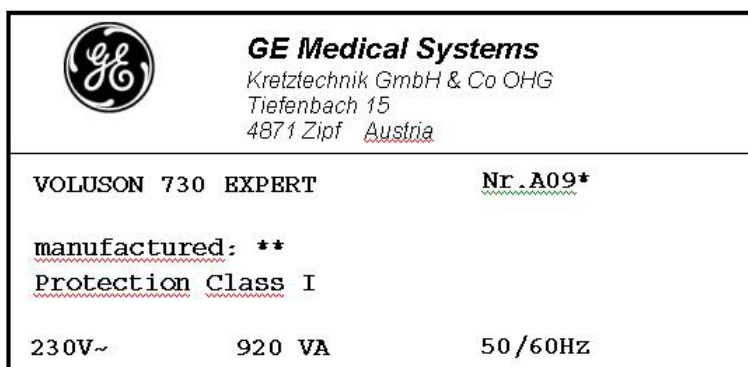 GE
GE Medical Systems
Kretztechnik GmbH & Co OHG
Tiefenbach 15
4871 Zipf Austria
VOLUSON 730 EXPERT Nr.A09*
manufactured: **
Protection Class I
230V~ 920 VA 50/60Hz